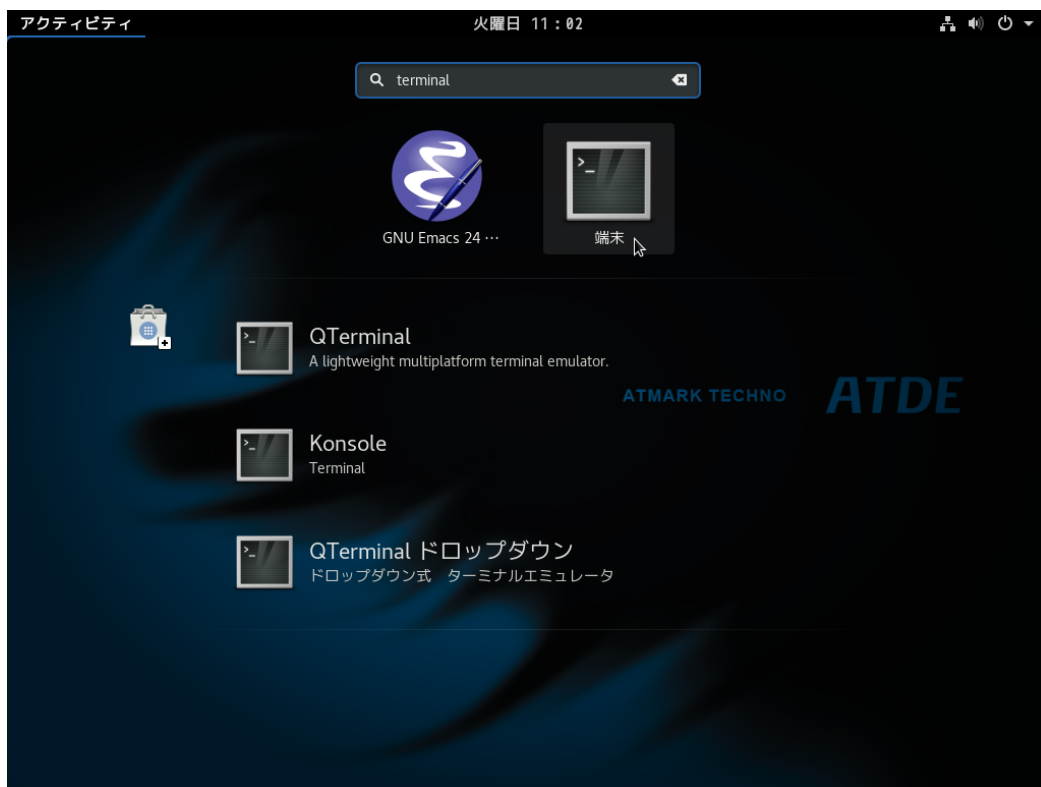 アクティビティ
火曜日 11：02
terminal
GNU Emacs 24 …
端末
QTerminal
A lightweight multiplatform terminal emulator.
ATMARK TECHNO
ATDE
Konsole
Terminal
QTerminal ドロップダウン
ドロップダウン式　ターミナルエミュレータ